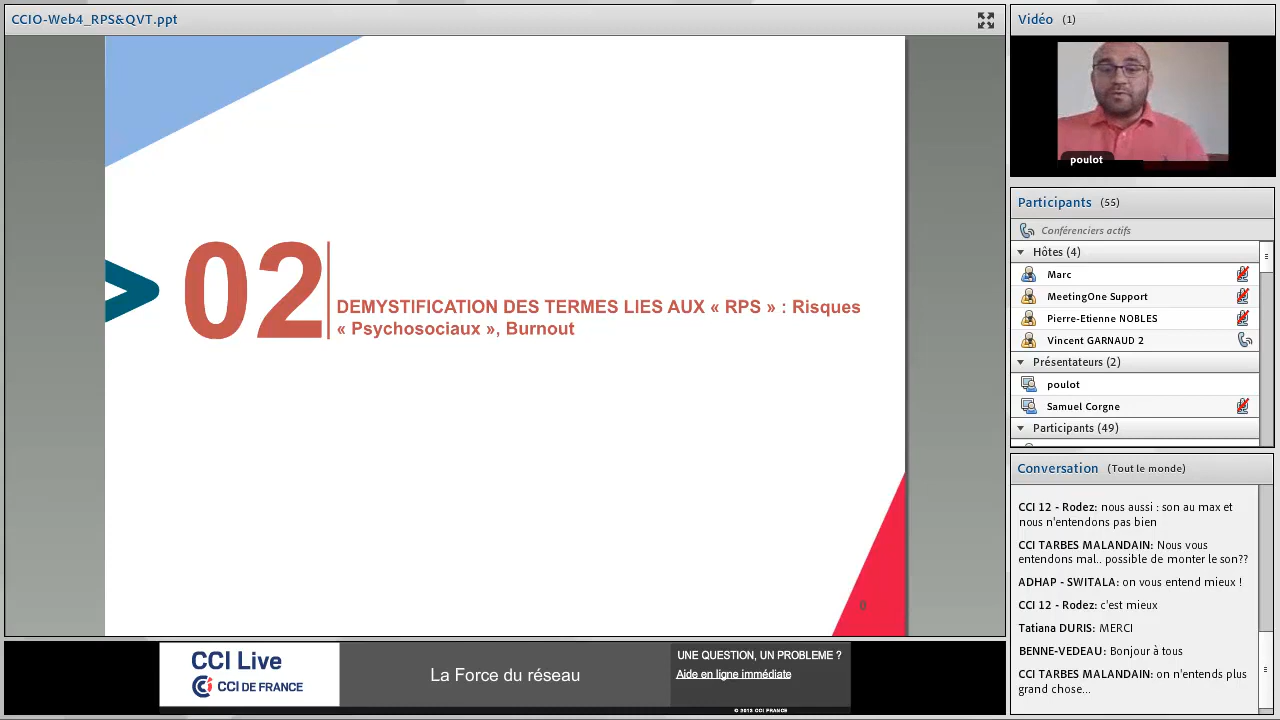 CCIO-Web4_RPS&QVT.ppt
> 02
DEMYSTIFICATION DES TERMES LIES AUX « RPS » : Risques
« Psychosociaux », Burnout
0
CCI Live
CCI DE FRANCE
La Force du réseau
UNE QUESTION, UN PROBLEME ?
Aide en ligne immédiate
© 2013 CCI FRANCE
Vidéo (1)
poulot
Participants (55)
Conférenciers actifs
Hôtes (4)
Marc
MeetingOne Support
Pierre-Etienne NOBLES
Vincent GARNAUD 2
Présentateurs (2)
poulot
Samuel Corgne
Participants (49)
Conversation (Tout le monde)
CCI 12 - Rodez: nous aussi : son au max et
nous n'entendons pas bien
CCI TARBES MALANDAIN: Nous vous
entendons mal.. possible de monter le son??
ADHAP - SWITALA: on vous entend mieux !
CCI 12 - Rodez: c'est mieux
Tatiana DURIS: MERCI
BENNE-VEDEAU: Bonjour à tous
CCI TARBES MALANDAIN: on n'entends plus
grand chose...